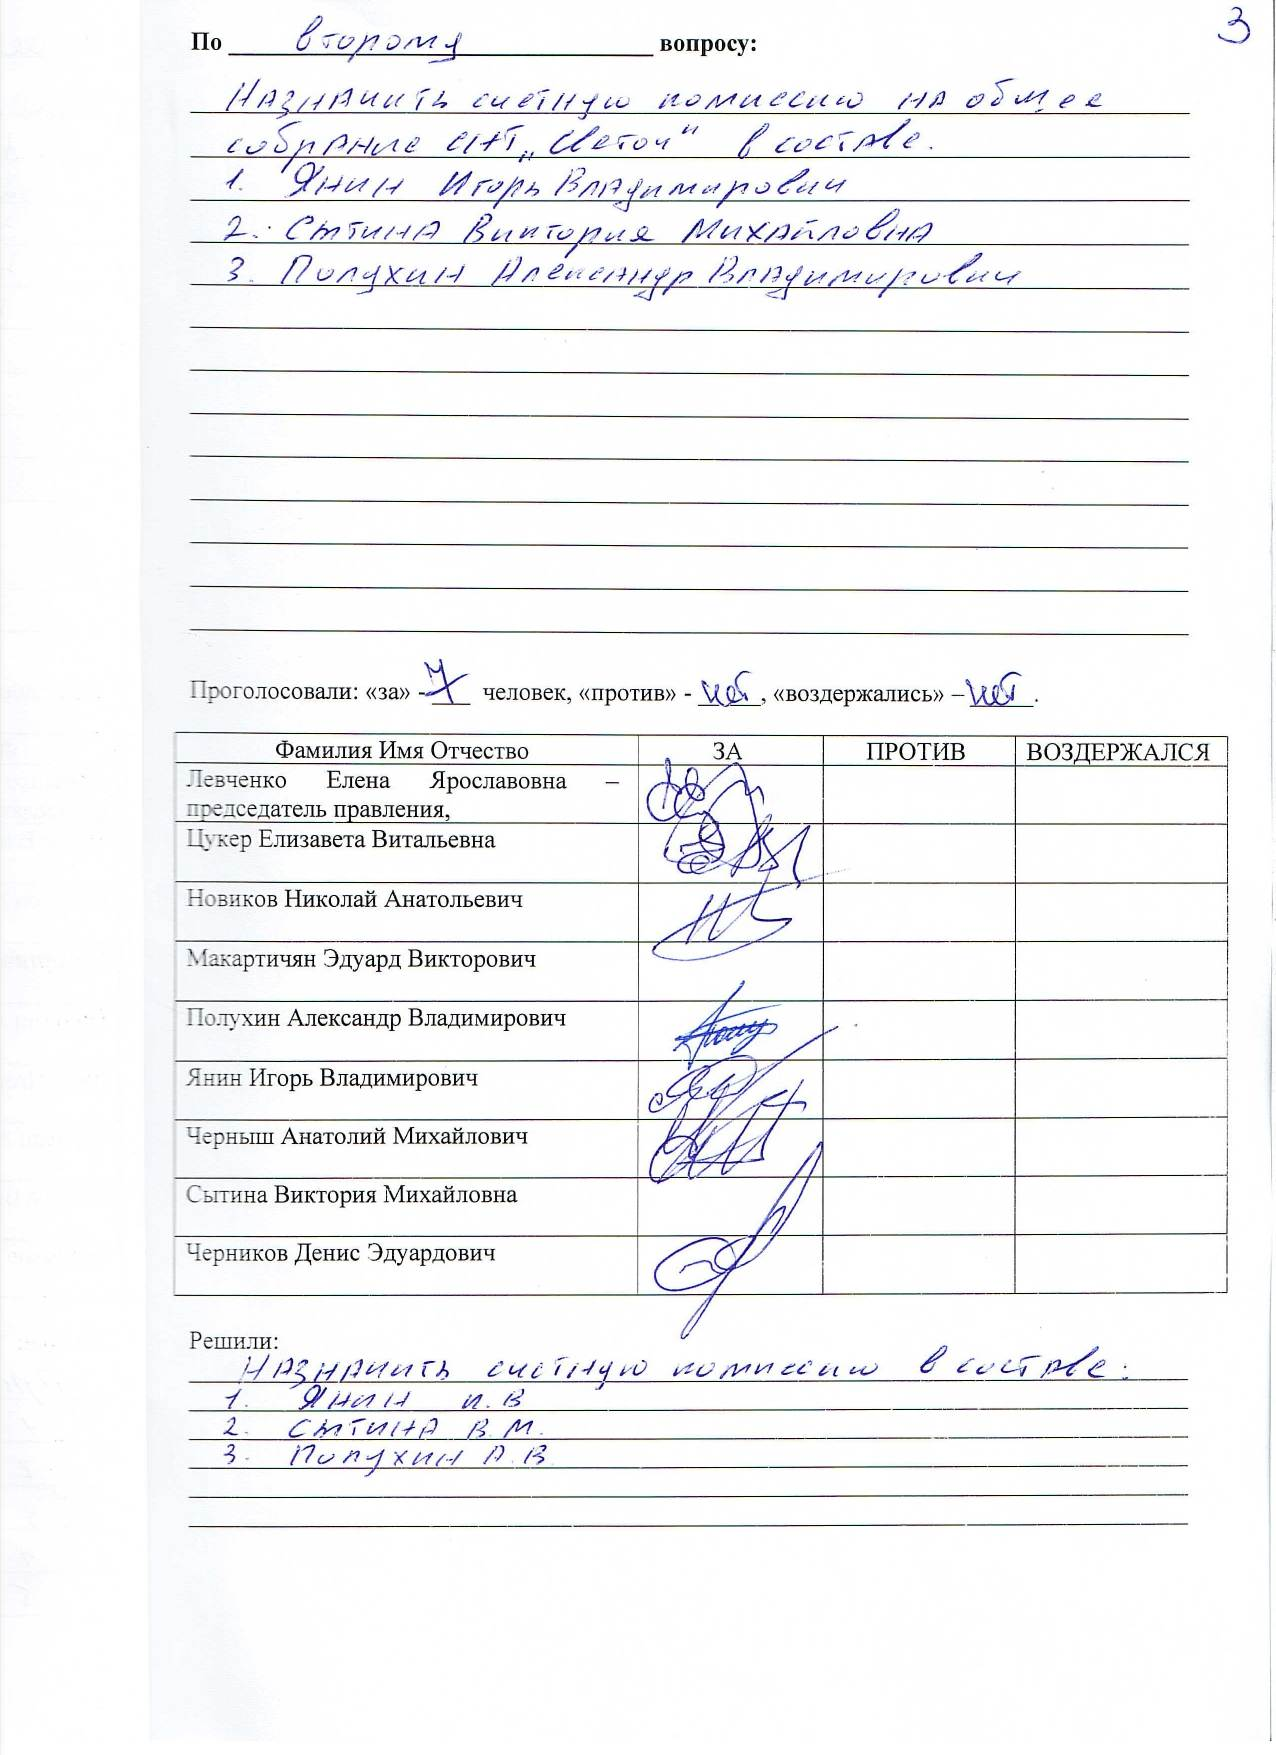 3
По второму вопросу:
Назначить счетную комиссию на общее
собрание СНТ „Светоч" в составе.
1. Янин Игорь Владимирович
2. Сытина Виктория Михайловна
3. Полухин Александр Владимирович
Проголосовали: «за» - 7 человек, «против» - нет, «воздержались» – нет.
Фамилия Имя Отчество ЗА ПРОТИВ ВОЗДЕРЖАЛСЯ
Левченко Елена Ярославовна –
председатель правления,
Цукер Елизавета Витальевна
Новиков Николай Анатольевич
Макартичян Эдуард Викторович
Полухин Александр Владимирович
Янин Игорь Владимирович
Черныш Анатолий Михайлович
Сытина Виктория Михайловна
Черников Денис Эдуардович
Решили:
Назначить счетную комиссию в составе:
1. Янин И.В
2. Сытина В.М.
3. Полухин А.В.